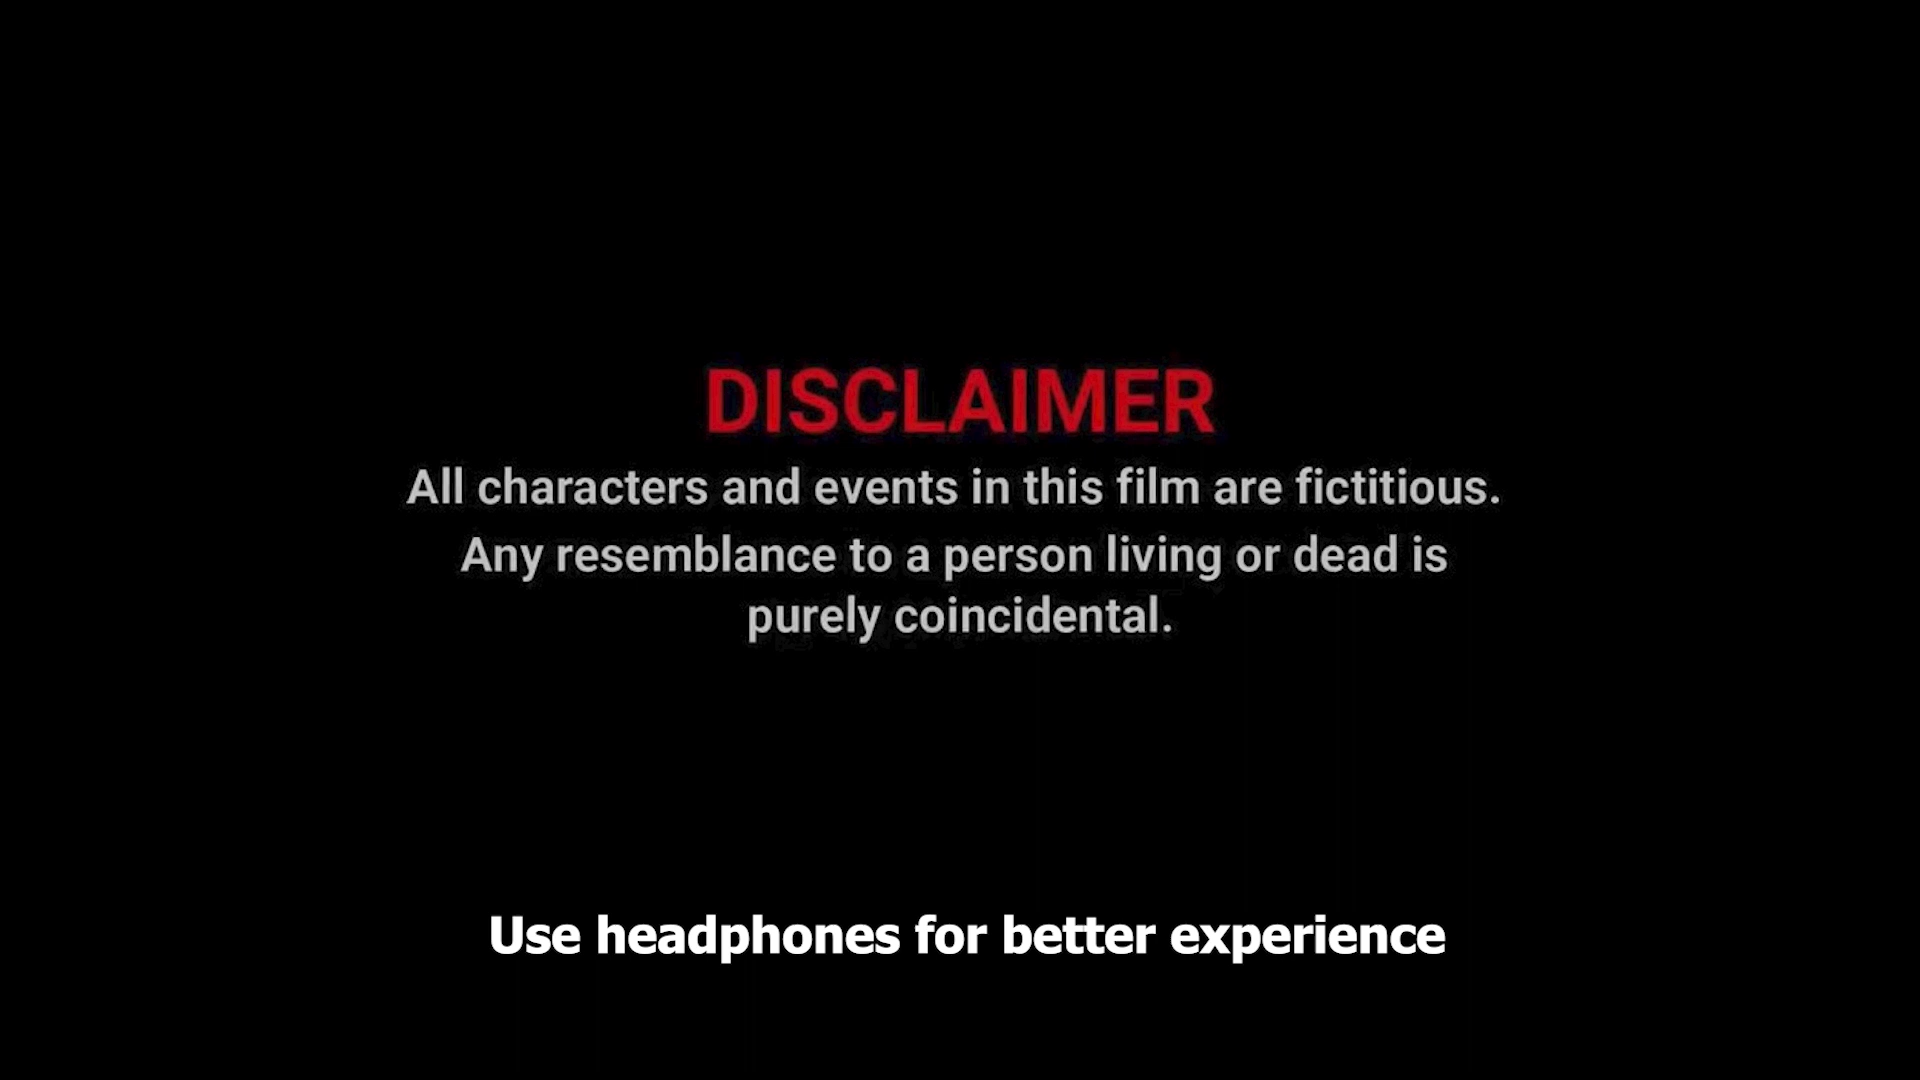 DISCLAIMER
All characters and events in this film are fictitious.
Any resemblance to a person living or dead is
purely coincidental.
Use headphones for better experience